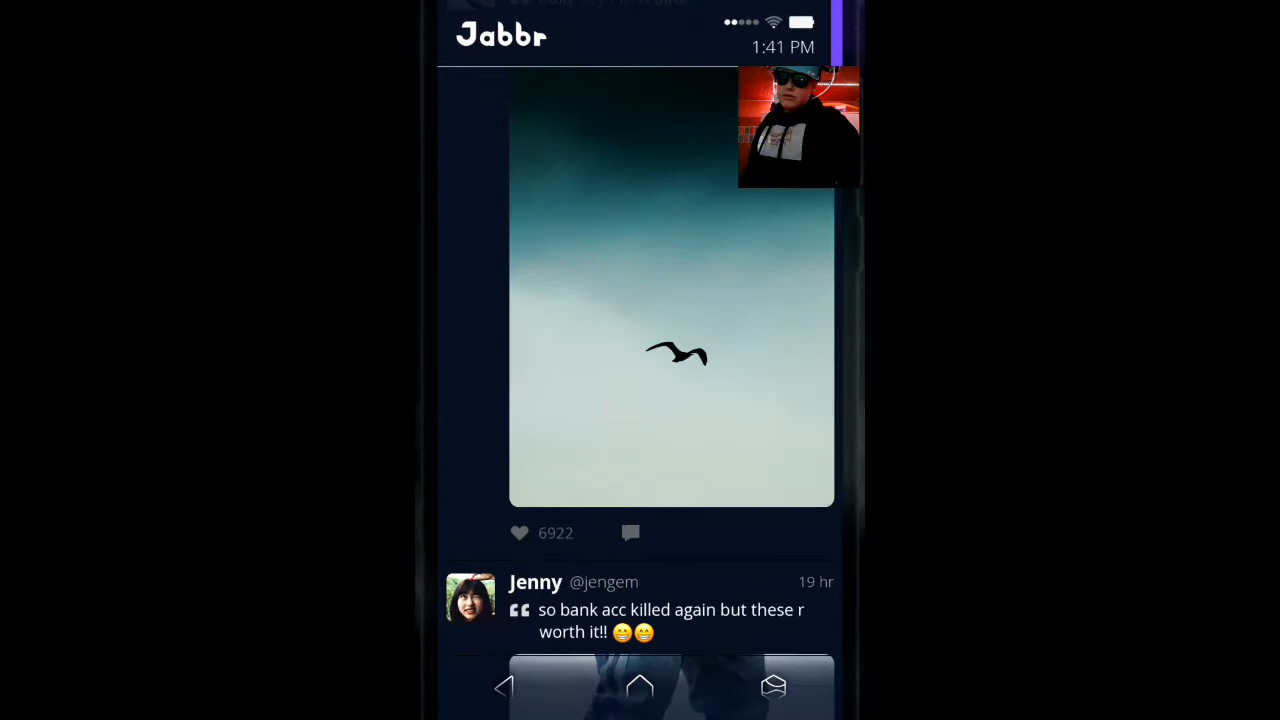 Jabbr
1:41 PM
6922
Jenny @jengem 19 hr
so bank acc killed again but these r
worth it!! 😁😁